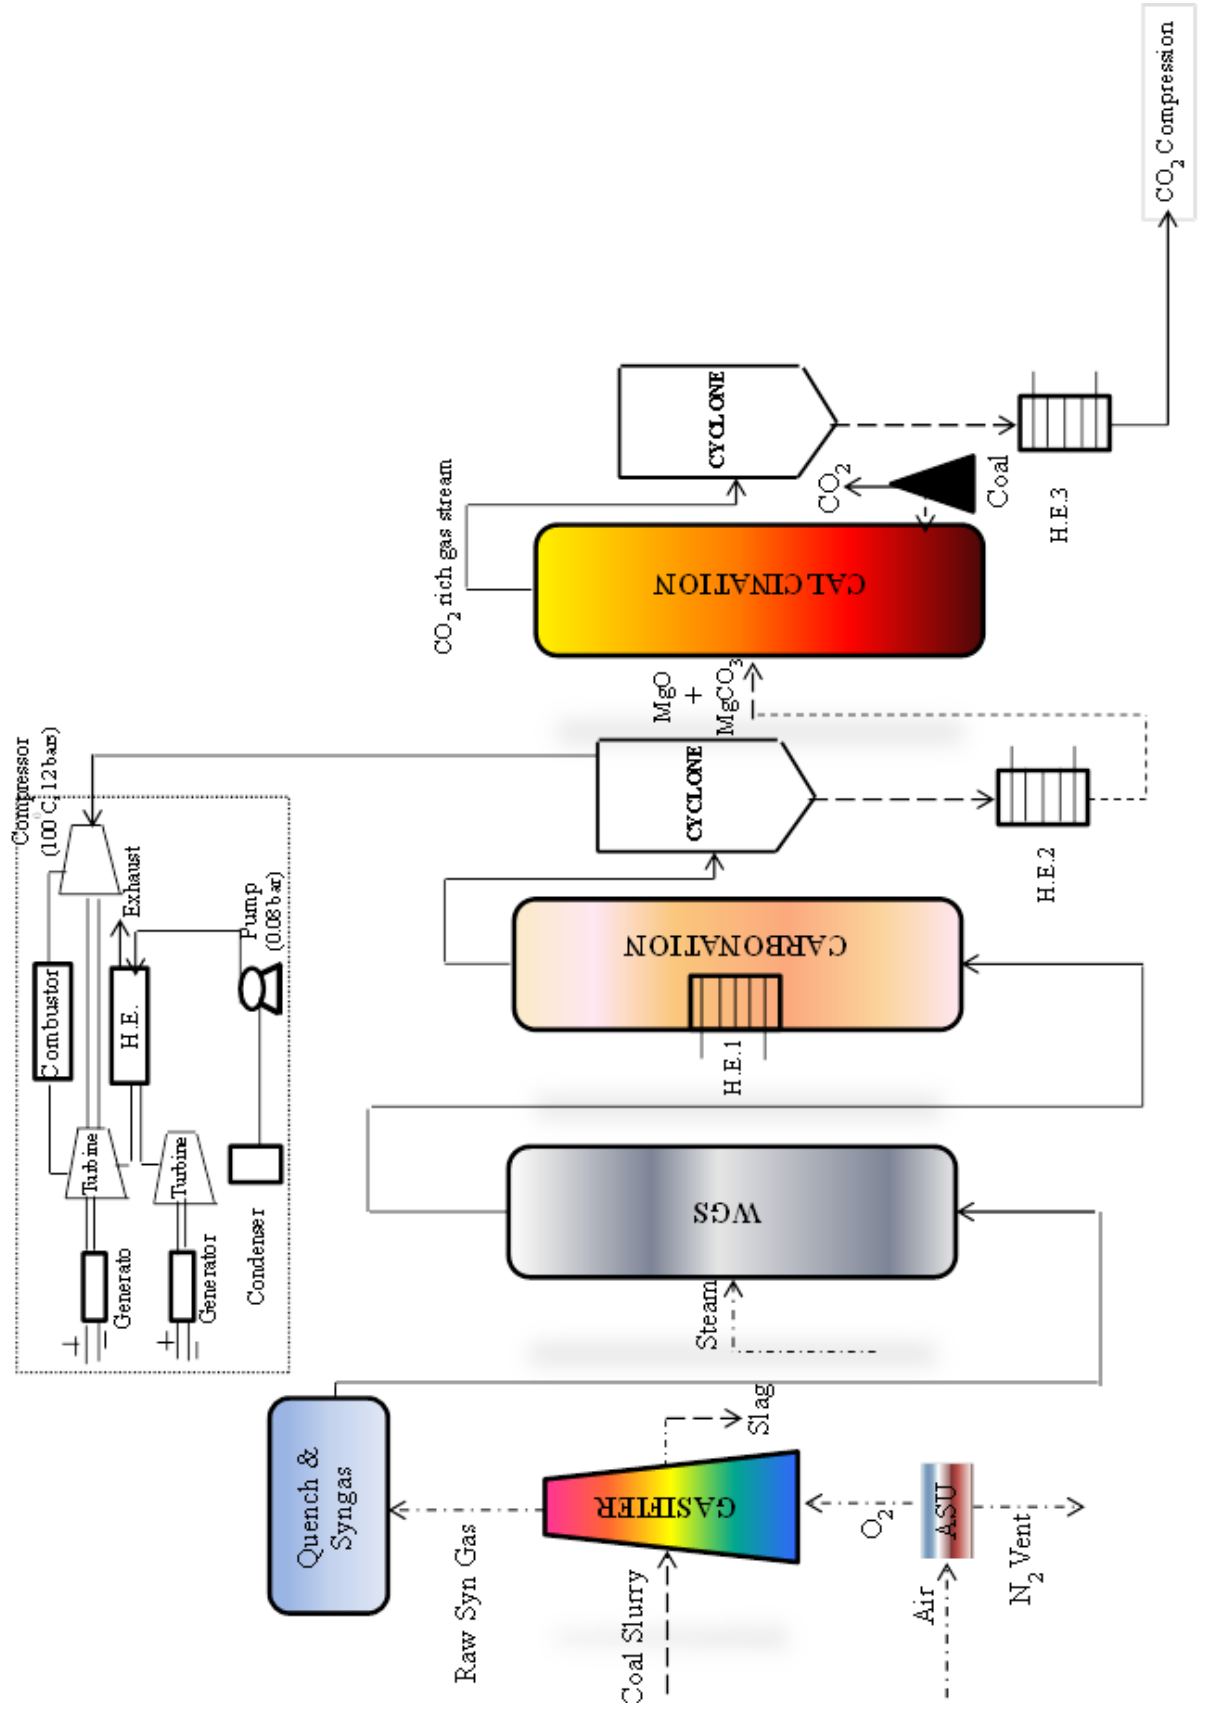 Compressor
(100°C, 12 bars)
Combustor
H.E.
Exhaust
Pump
(0.08 bar)
Turbine
Turbine
Generato
Generator
Condenser
+
−
+
−
Quench &
Syngas
Raw Syn Gas
Coal Slurry
GASIFIER
Slag
O2
ASU
Air
N2 Vent
Steam
WGS
CARBONATION
H.E.1
CYCLONE
H.E.2
MgO
+
MgCO3
CALCINATION
CO2 rich gas stream
CYCLONE
CO2
Coal
H.E.3
CO2 Compression